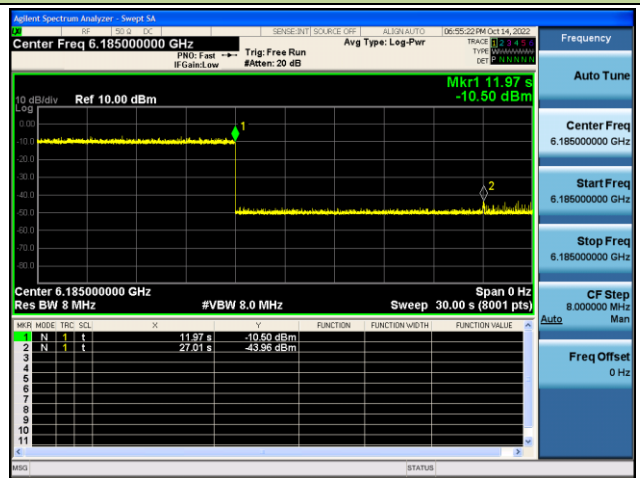 Agilent Spectrum Analyzer - Swept SA
RF 50 Ω DC SENSE:INT SOURCE OFF ALIGN AUTO 06:55:22 PM Oct 14, 2022
Center Freq 6.185000000 GHz Avg Type: Log-Pwr TRACE 1 2 3 4 5 6
PNO: Fast Trig: Free Run TYPE
IFGain:Low #Atten: 20 dB DET P N N N N N
Mkr1 11.97 s
10 dB/div Ref 10.00 dBm -10.50 dBm
Log
0.00
1
-10.0
-20.0
-30.0
2
-40.0
-50.0
-60.0
-70.0
-80.0
Center 6.185000000 GHz Span 0 Hz
Res BW 8 MHz #VBW 8.0 MHz Sweep 30.00 s (8001 pts)
MKR MODE TRC SCL X Y FUNCTION FUNCTION WIDTH FUNCTION VALUE
1 N 1 t 11.97 s -10.50 dBm
2 N 1 t 27.01 s -43.96 dBm
3
4
5
6
7
8
9
10
11
MSG STATUS
Frequency
Auto Tune
Center Freq
6.185000000 GHz
Start Freq
6.185000000 GHz
Stop Freq
6.185000000 GHz
CF Step
8.000000 MHz
Auto Man
Freq Offset
0 Hz